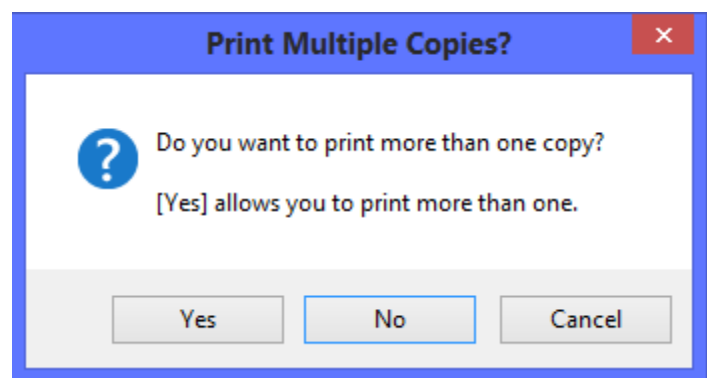 Print Multiple Copies?
Do you want to print more than one copy?
[Yes] allows you to print more than one.
Yes
No
Cancel